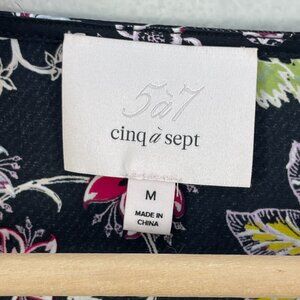 5à7
cinq à sept
M
MADE IN
CHINA